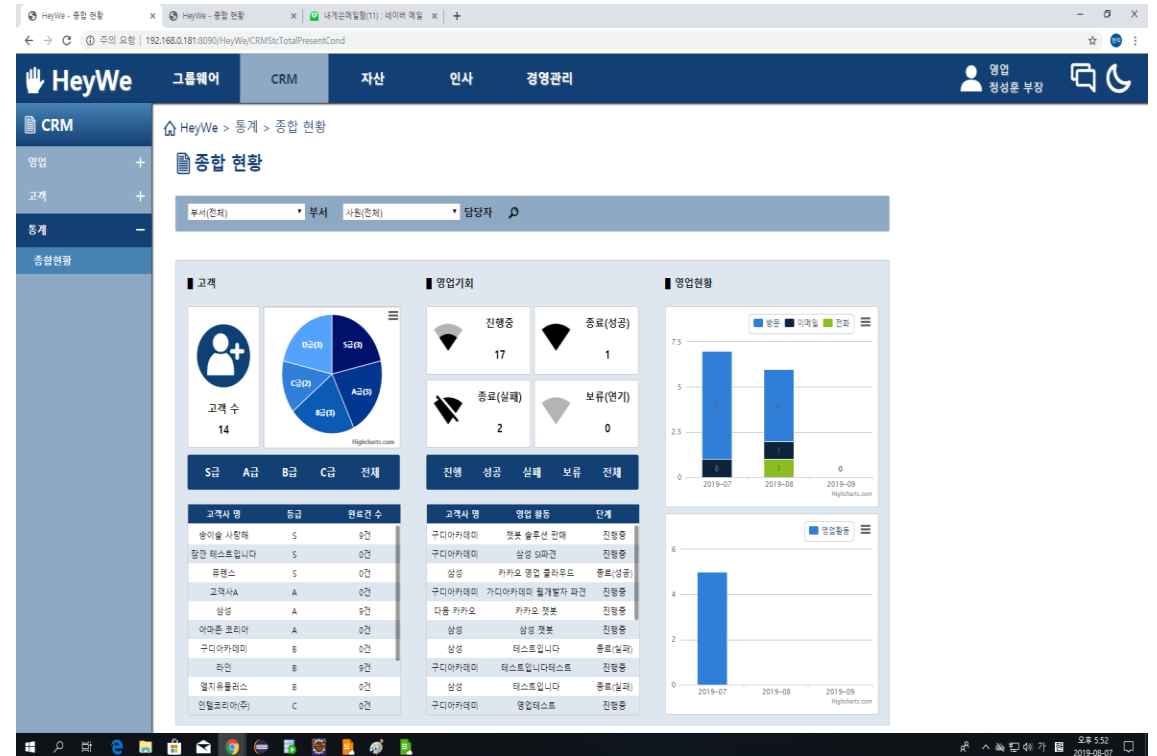 HeyWe - 종합 현황 x HeyWe - 종합 현황 x 내게쓴메일함(11) : 네이버 메일 x +
주의 요함 | 192.168.0.181:8090/HeyWe/CRMStcTotalPresentCond
HeyWe 그룹웨어 CRM 자산 인사 경영관리 영업
정성훈 부장
CRM
영업 +
고객 +
통계 −
종합현황
HeyWe > 통계 > 종합 현황
종합 현황
부서(전체) 부서 사원(전체) 담당자
고객
고객 수
14
S급(3)
A급(3)
B급(3)
C급(2)
D급(3)
Highcharts.com
S급 A급 B급 C급 전체
고객사 명 등급 완료건 수
송이술 사랑해 S 9건
잠깐 테스트입니다 S 0건
퓨렌스 S 0건
고객사A A 0건
삼성 A 9건
아마존 코리아 A 0건
구디아카데미 B 0건
라인 B 9건
엘지유플러스 B 0건
인텔코리아(주) C 0건
영업기회
진행중
17
종료(성공)
1
종료(실패)
2
보류(연기)
0
진행 성공 실패 보류 전체
고객사 명 영업 활동 단계
구디아카데미 챗봇 솔루션 판매 진행중
구디아카데미 삼성 SI파견 진행중
삼성 카카오 영업 클라우드 종료(성공)
구디아카데미 가디아카데미 웹개발자 파견 진행중
다음 카카오 카카오 챗봇 진행중
삼성 삼성 챗봇 진행중
삼성 테스트입니다 종료(실패)
구디아카데미 테스트입니다테스트 진행중
삼성 테스트입니다 종료(실패)
구디아카데미 영업테스트 진행중
영업현황
방문 이메일 전화
7.5
5
2.5
0
6
4
1
0
1
0
2019-07 2019-08 2019-09
Highcharts.com
영업활동
6
4
2
0
2019-07 2019-08 2019-09
Highcharts.com
가
오후 5:52
2019-08-07